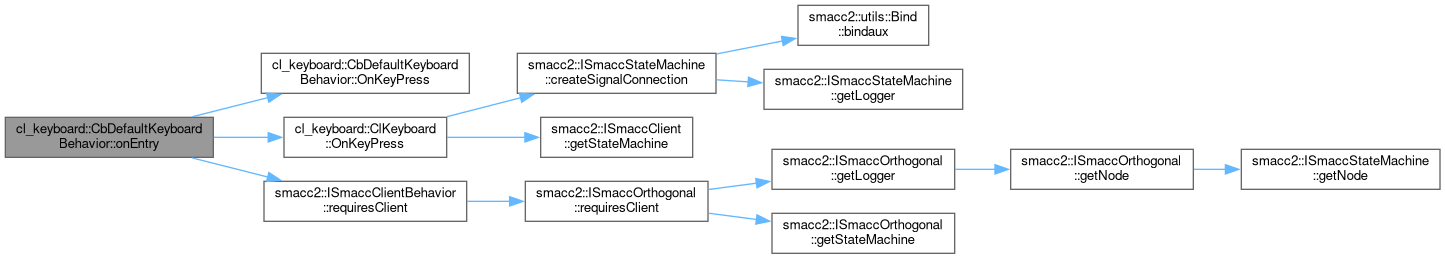 cl_keyboard::CbDefaultKeyboard
Behavior::onEntry
cl_keyboard::CbDefaultKeyboard
Behavior::OnKeyPress
cl_keyboard::ClKeyboard
::OnKeyPress
smacc2::ISmaccStateMachine
::createSignalConnection
smacc2::utils::Bind
::bindaux
smacc2::ISmaccStateMachine
::getLogger
smacc2::ISmaccClient
::getStateMachine
smacc2::ISmaccClientBehavior
::requiresClient
smacc2::ISmaccOrthogonal
::requiresClient
smacc2::ISmaccOrthogonal
::getLogger
smacc2::ISmaccOrthogonal
::getNode
smacc2::ISmaccStateMachine
::getNode
smacc2::ISmaccOrthogonal
::getStateMachine